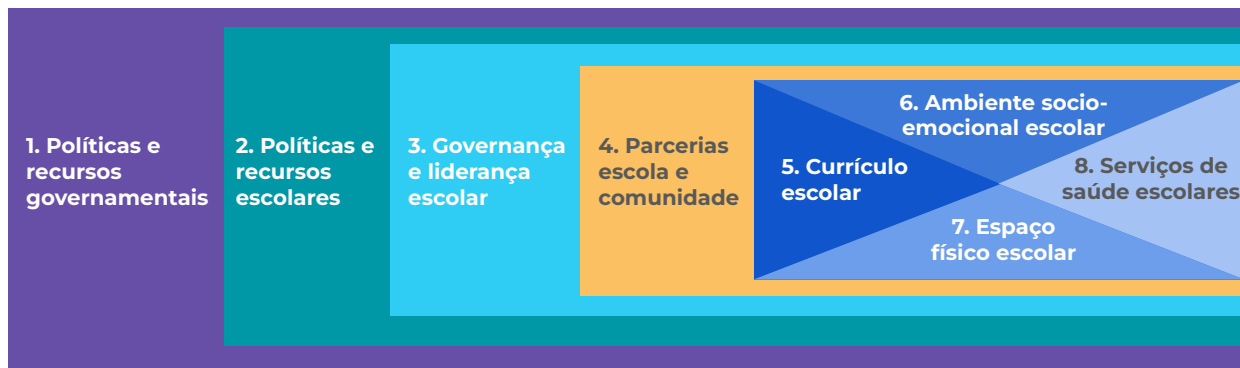 1. Políticas e
recursos
governamentais
2. Políticas e
recursos
escolares
3. Governança
e liderança
escolar
4. Parcerias
escola e
comunidade
5. Currículo
escolar
6. Ambiente socio-
emocional escolar
7. Espaço
físico escolar
8. Serviços de
saúde escolares